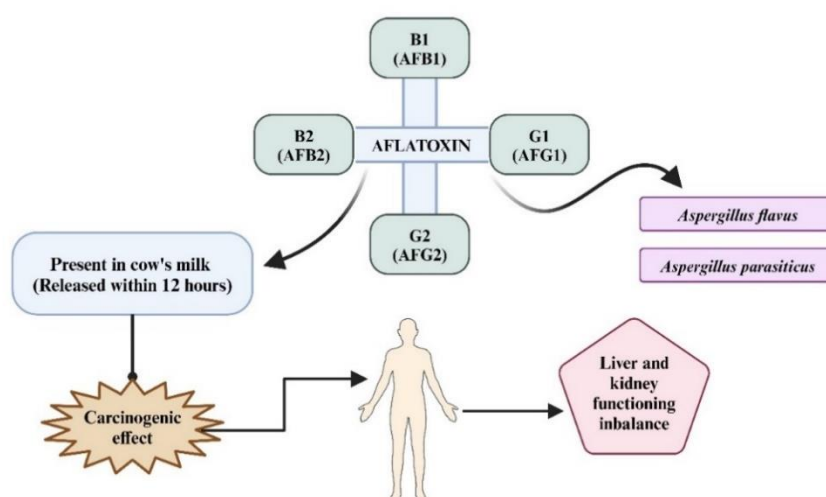 B1
(AFB1)
B2
(AFB2)
AFLATOXIN
G1
(AFG1)
G2
(AFG2)
Aspergillus flavus
Aspergillus parasiticus
Present in cow's milk
(Released within 12 hours)
Carcinogenic
effect
Liver and
kidney
functioning
inbalance